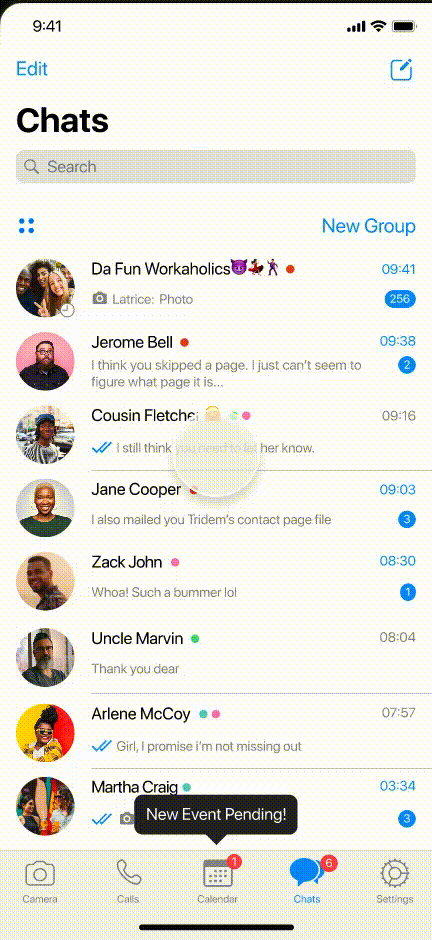 9:41
Edit
Chats
Search
New Group
Da Fun Workaholics😈💃🕺 09:41
Latrice: Photo 256
Jerome Bell 09:38
I think you skipped a page. I just can't seem to 2
figure what page it is...
Cousin 09:16
I still think you need to let her know.
Jane Cooper 09:03
I also mailed you Tridem's contact page file 3
Zack John 08:30
Whoa! Such a bummer lol 1
Uncle Marvin 08:04
Thank you dear
Arlene McCoy 07:57
Girl, I promise i'm not missing out
Martha Craig 03:34
3
New Event Pending!
1 6
Camera Calls Calendar Chats Settings